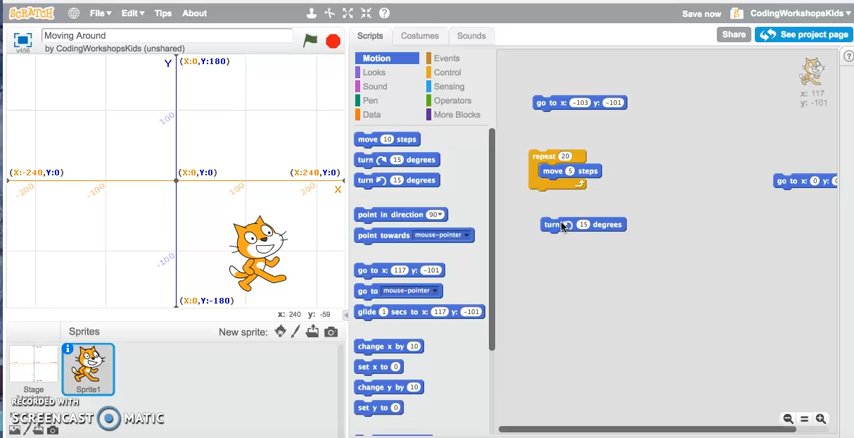 SCRATCH File▾ Edit▾ Tips About Save now CodingWorkshopsKids▾
Share See project page
v456
Moving Around
by CodingWorkshopsKids (unshared)
Scripts Costumes Sounds
Motion Events
Looks Control
Sound Sensing
Pen Operators
Data More Blocks
Y (X:0,Y:180)
100
(X:-240,Y:0) (X:0,Y:0) (X:240,Y:0)
-200 -100 100 200 X
-100
(X:0,Y:-180)
x: 240 y: -59
move 10 steps
turn 15 degrees
turn 15 degrees
point in direction 90▾
point towards mouse-pointer
go to x: 117 y: -101
go to mouse-pointer
glide 1 secs to x: 117 y: -101
change x by 10
set x to 0
change y by 10
set y to 0
go to x: -103 y: -101
repeat 20
move 5 steps
turn 15 degrees
go to x: 0 y:
x: 117
y: -101
Sprites New sprite:
Stage
Sprite1
RECORDED WITH
SCREENCAST MATIC